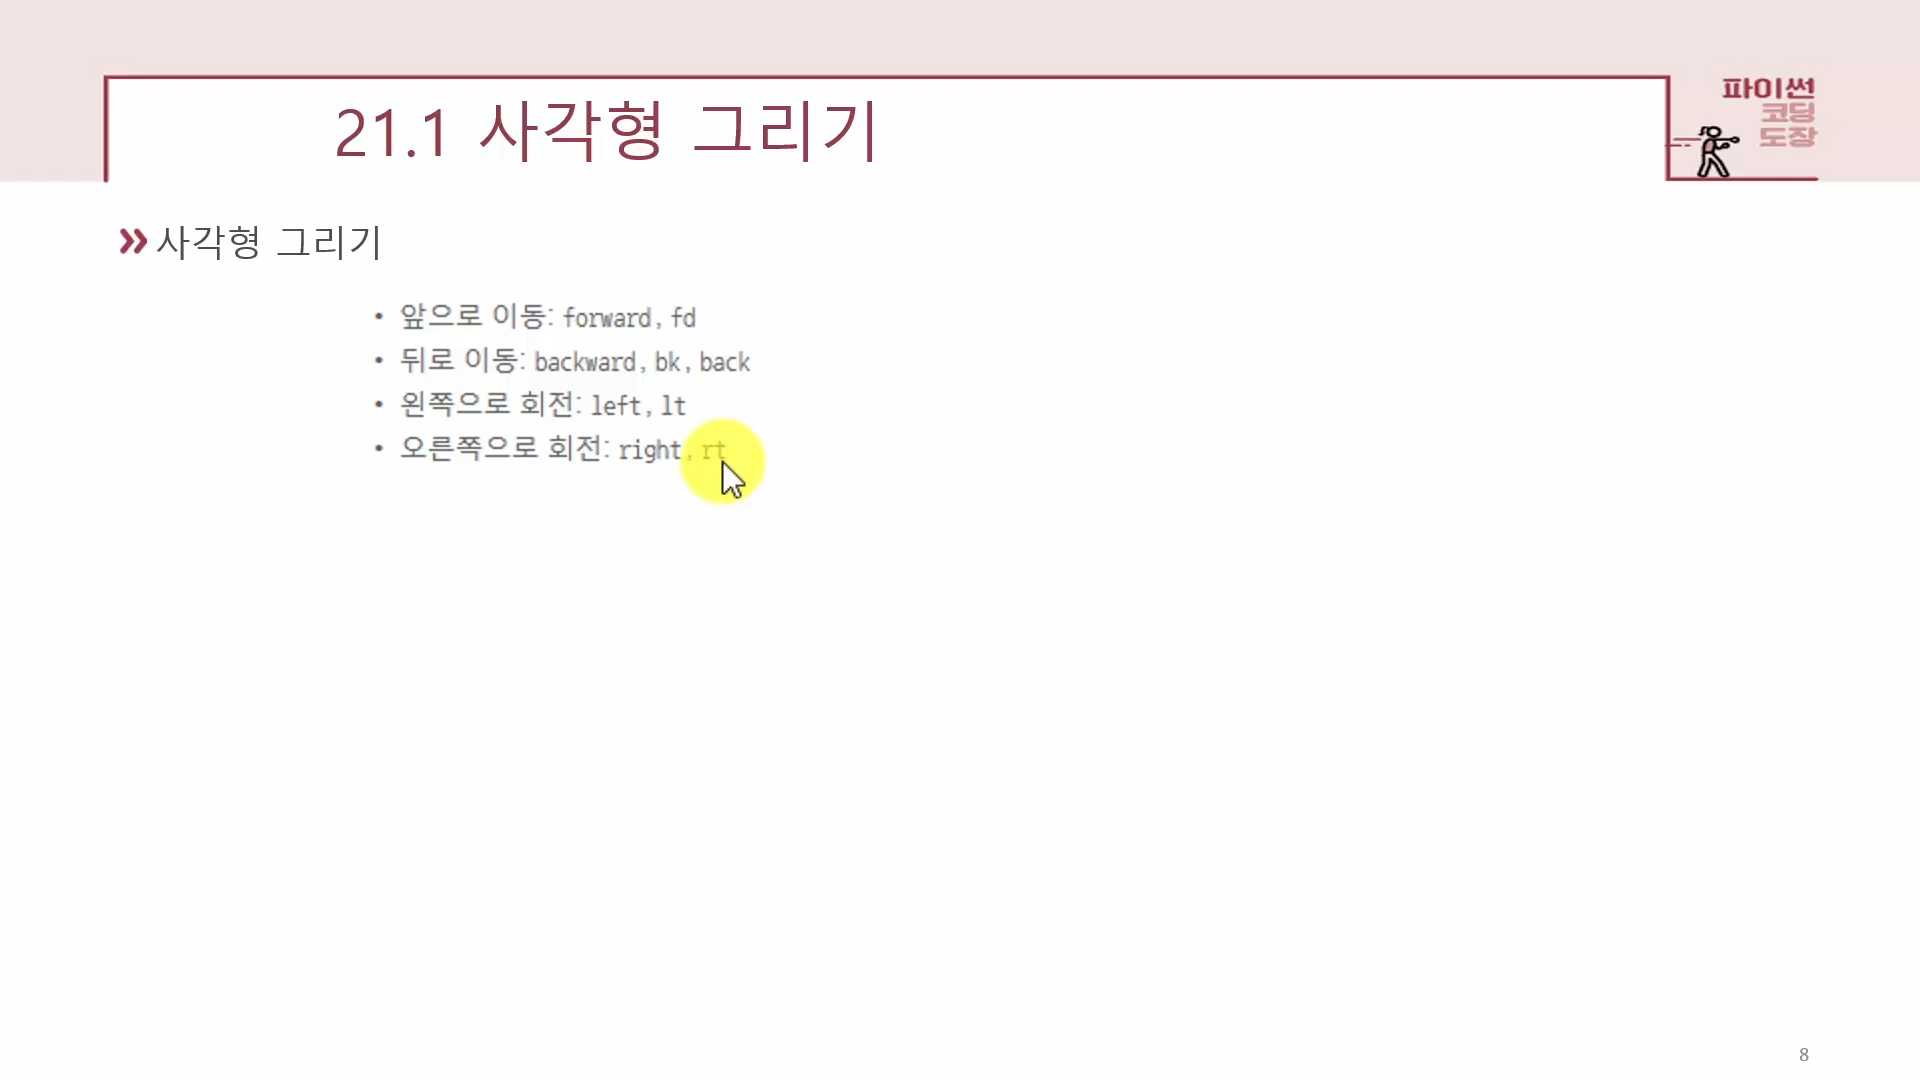 21.1 사각형 그리기
파이썬
코딩
도장
사각형 그리기
• 앞으로 이동: forward, fd
• 뒤로 이동: backward, bk, back
• 왼쪽으로 회전: left, lt
• 오른쪽으로 회전: right, rt
8